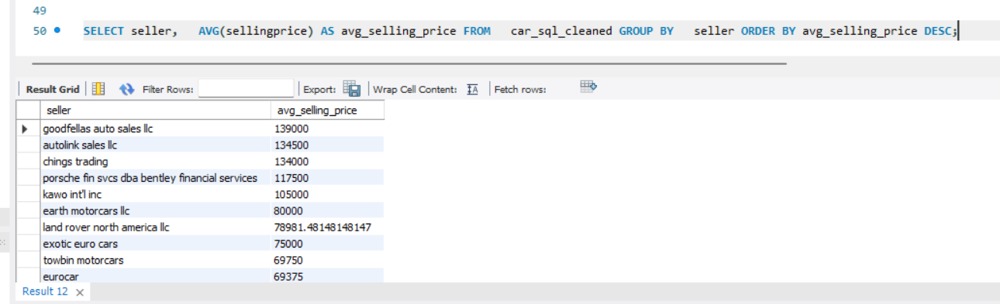 49
50 SELECT seller, AVG(sellingprice) AS avg_selling_price FROM car_sql_cleaned GROUP BY seller ORDER BY avg_selling_price DESC;
Result Grid Filter Rows: Export: Wrap Cell Content: Fetch rows:
seller avg_selling_price
goodfellas auto sales llc 139000
autolink sales llc 134500
chings trading 134000
porsche fin svcs dba bentley financial services 117500
kawo int'l inc 105000
earth motorcars llc 80000
land rover north america llc 78981.48148148147
exotic euro cars 75000
towbin motorcars 69750
eurocar 69375
Result 12